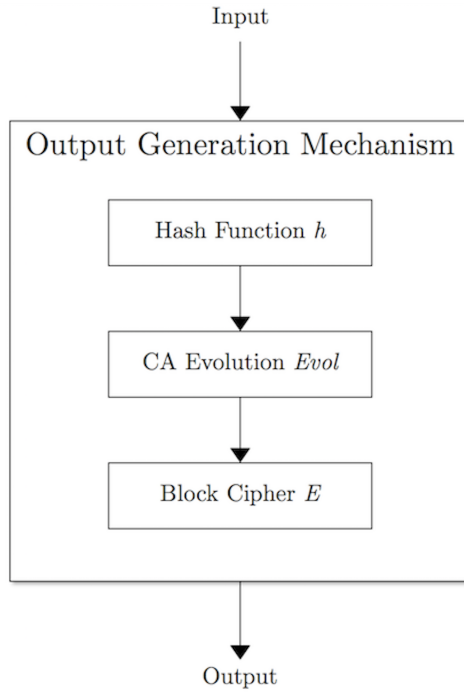 Input
Output Generation Mechanism
Hash Function h
CA Evolution Evol
Block Cipher E
Output